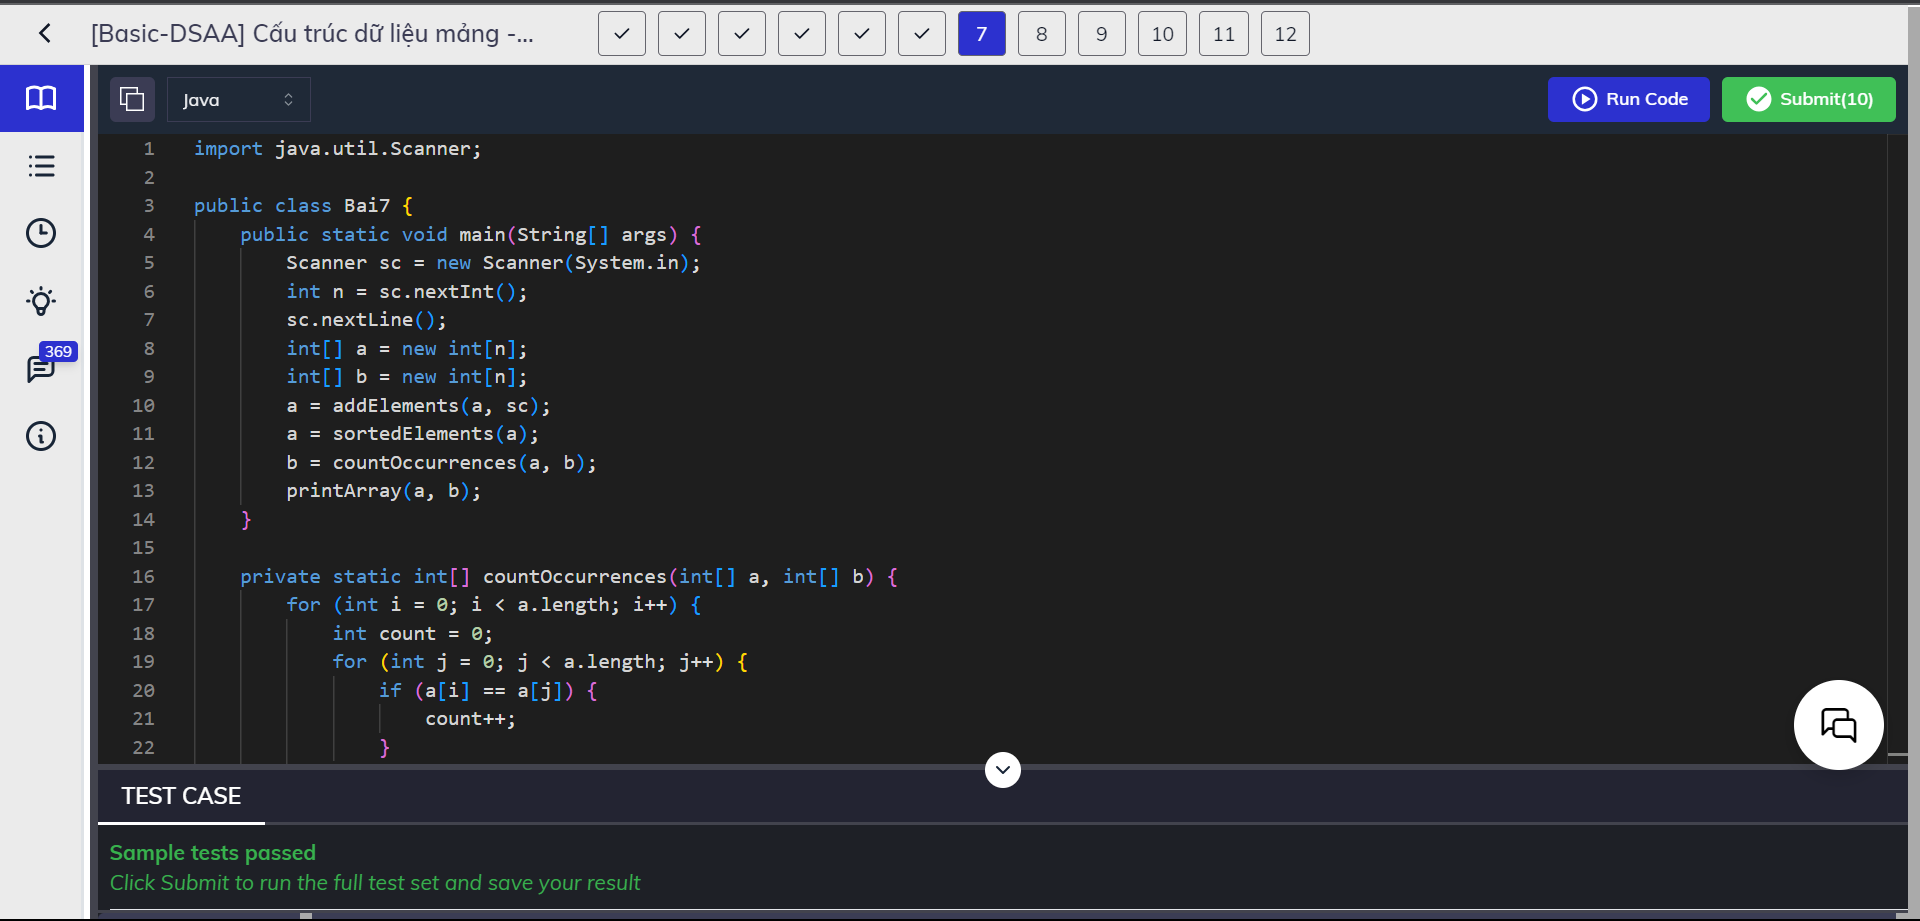 [Basic-DSAA] Cấu trúc dữ liệu mảng -...
7 8 9 10 11 12
Java
Run Code
Submit(10)
369
1 import java.util.Scanner;
2
3 public class Bai7 {
4 public static void main(String[] args) {
5 Scanner sc = new Scanner(System.in);
6 int n = sc.nextInt();
7 sc.nextLine();
8 int[] a = new int[n];
9 int[] b = new int[n];
10 a = addElements(a, sc);
11 a = sortedElements(a);
12 b = countOccurrences(a, b);
13 printArray(a, b);
14 }
15
16 private static int[] countOccurrences(int[] a, int[] b) {
17 for (int i = 0; i < a.length; i++) {
18 int count = 0;
19 for (int j = 0; j < a.length; j++) {
20 if (a[i] == a[j]) {
21 count++;
22 }
TEST CASE
Sample tests passed
Click Submit to run the full test set and save your result